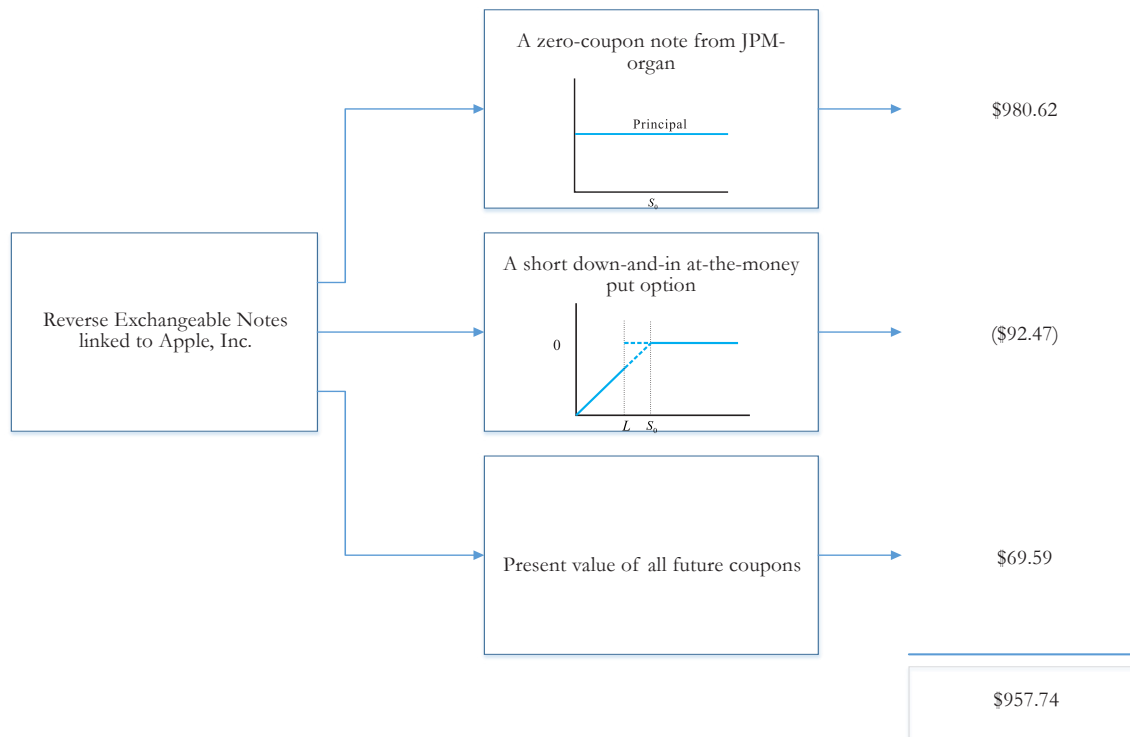 A zero-coupon note from JPM-
organ
Principal
S₀
$980.62
Reverse Exchangeable Notes
linked to Apple, Inc.
A short down-and-in at-the-money
put option
0
L S₀
($92.47)
Present value of all future coupons
$69.59
$957.74